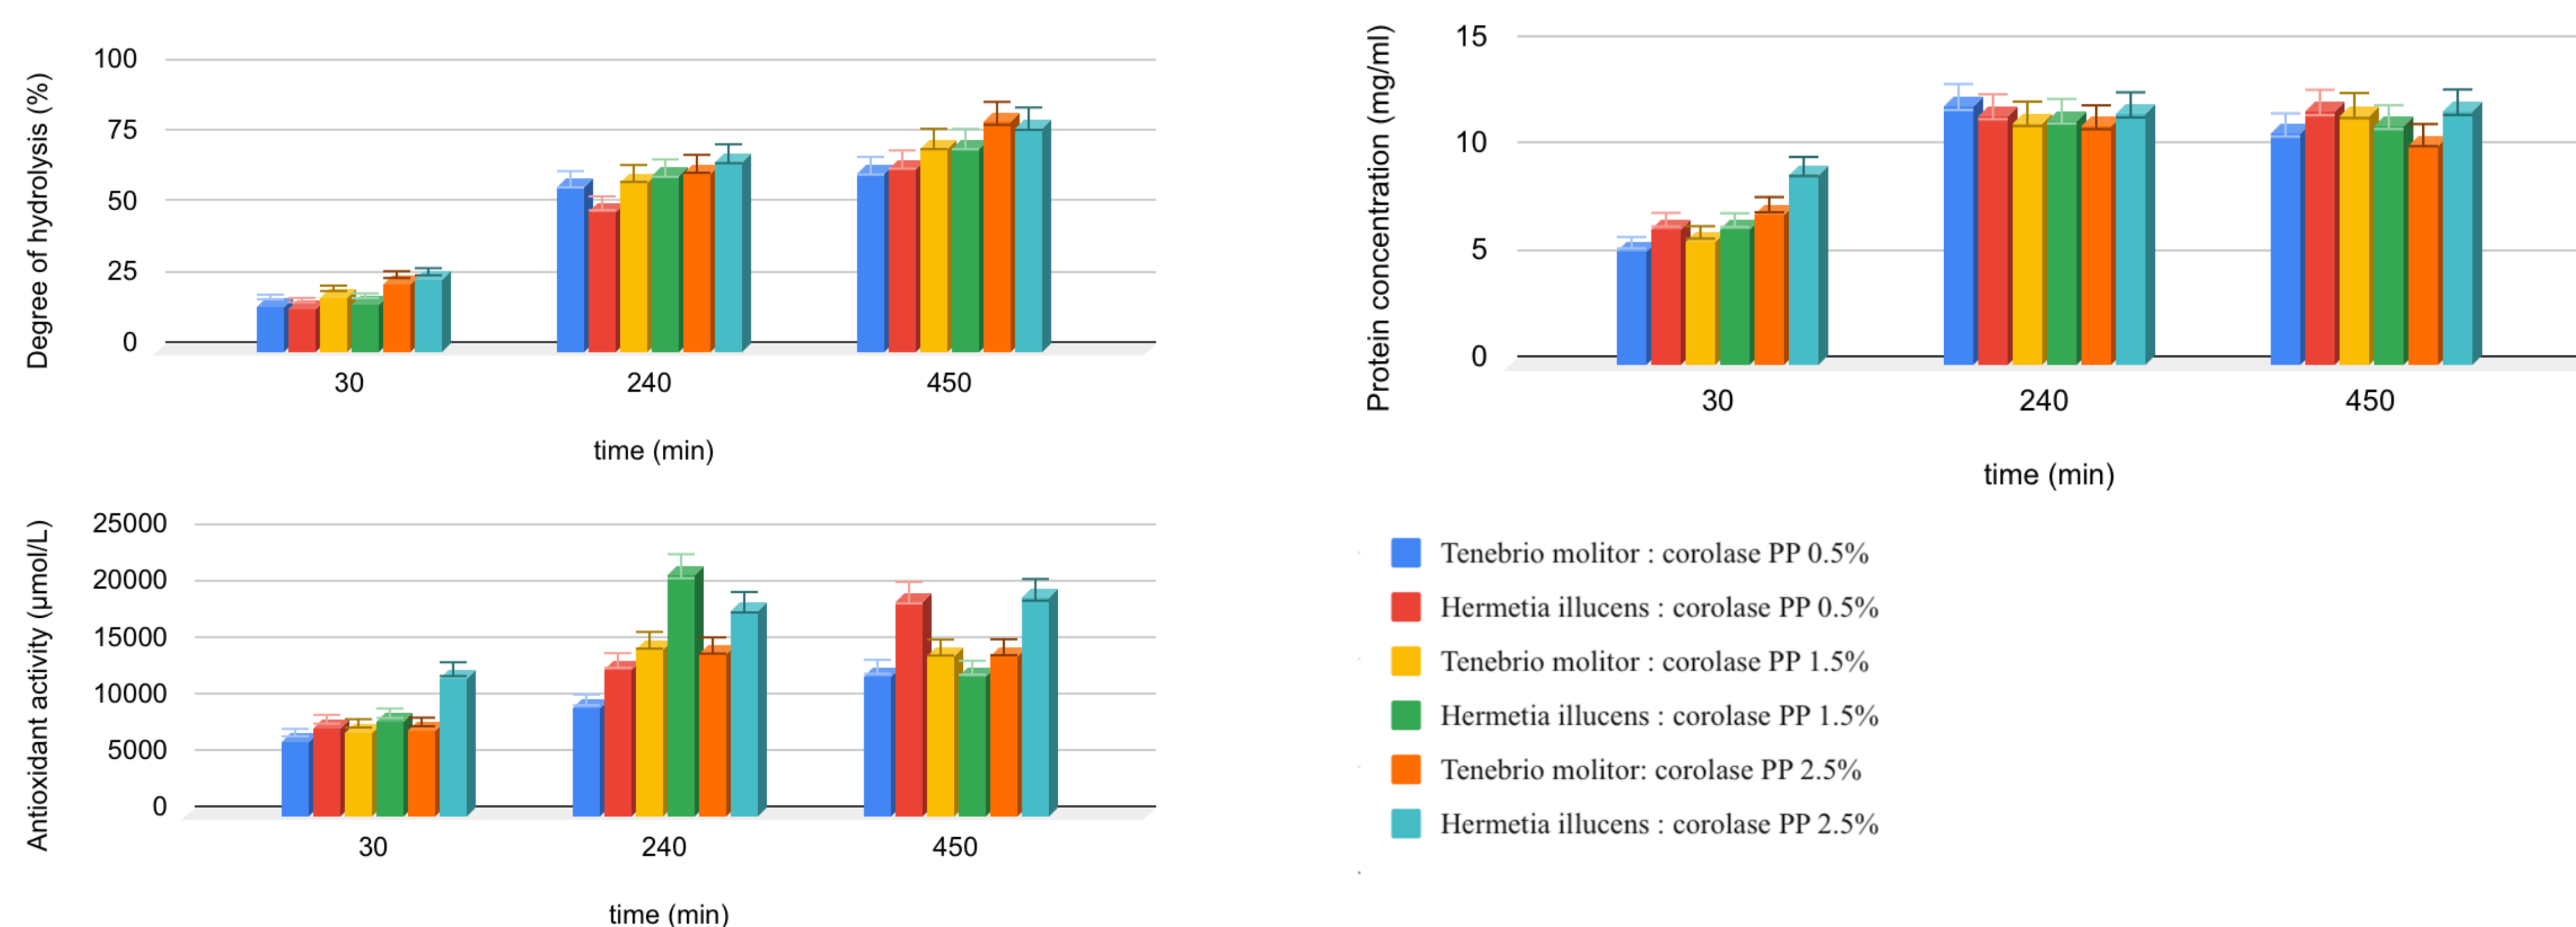 Degree of hydrolysis (%)
100
75
50
25
0
30 240 450
time (min)
Protein concentration (mg/ml)
15
10
5
0
30 240 450
time (min)
Antioxidant activity (µmol/L)
25000
20000
15000
10000
5000
0
30 240 450
time (min)
Tenebrio molitor : corolase PP 0.5%
Hermetia illucens : corolase PP 0.5%
Tenebrio molitor : corolase PP 1.5%
Hermetia illucens : corolase PP 1.5%
Tenebrio molitor: corolase PP 2.5%
Hermetia illucens : corolase PP 2.5%